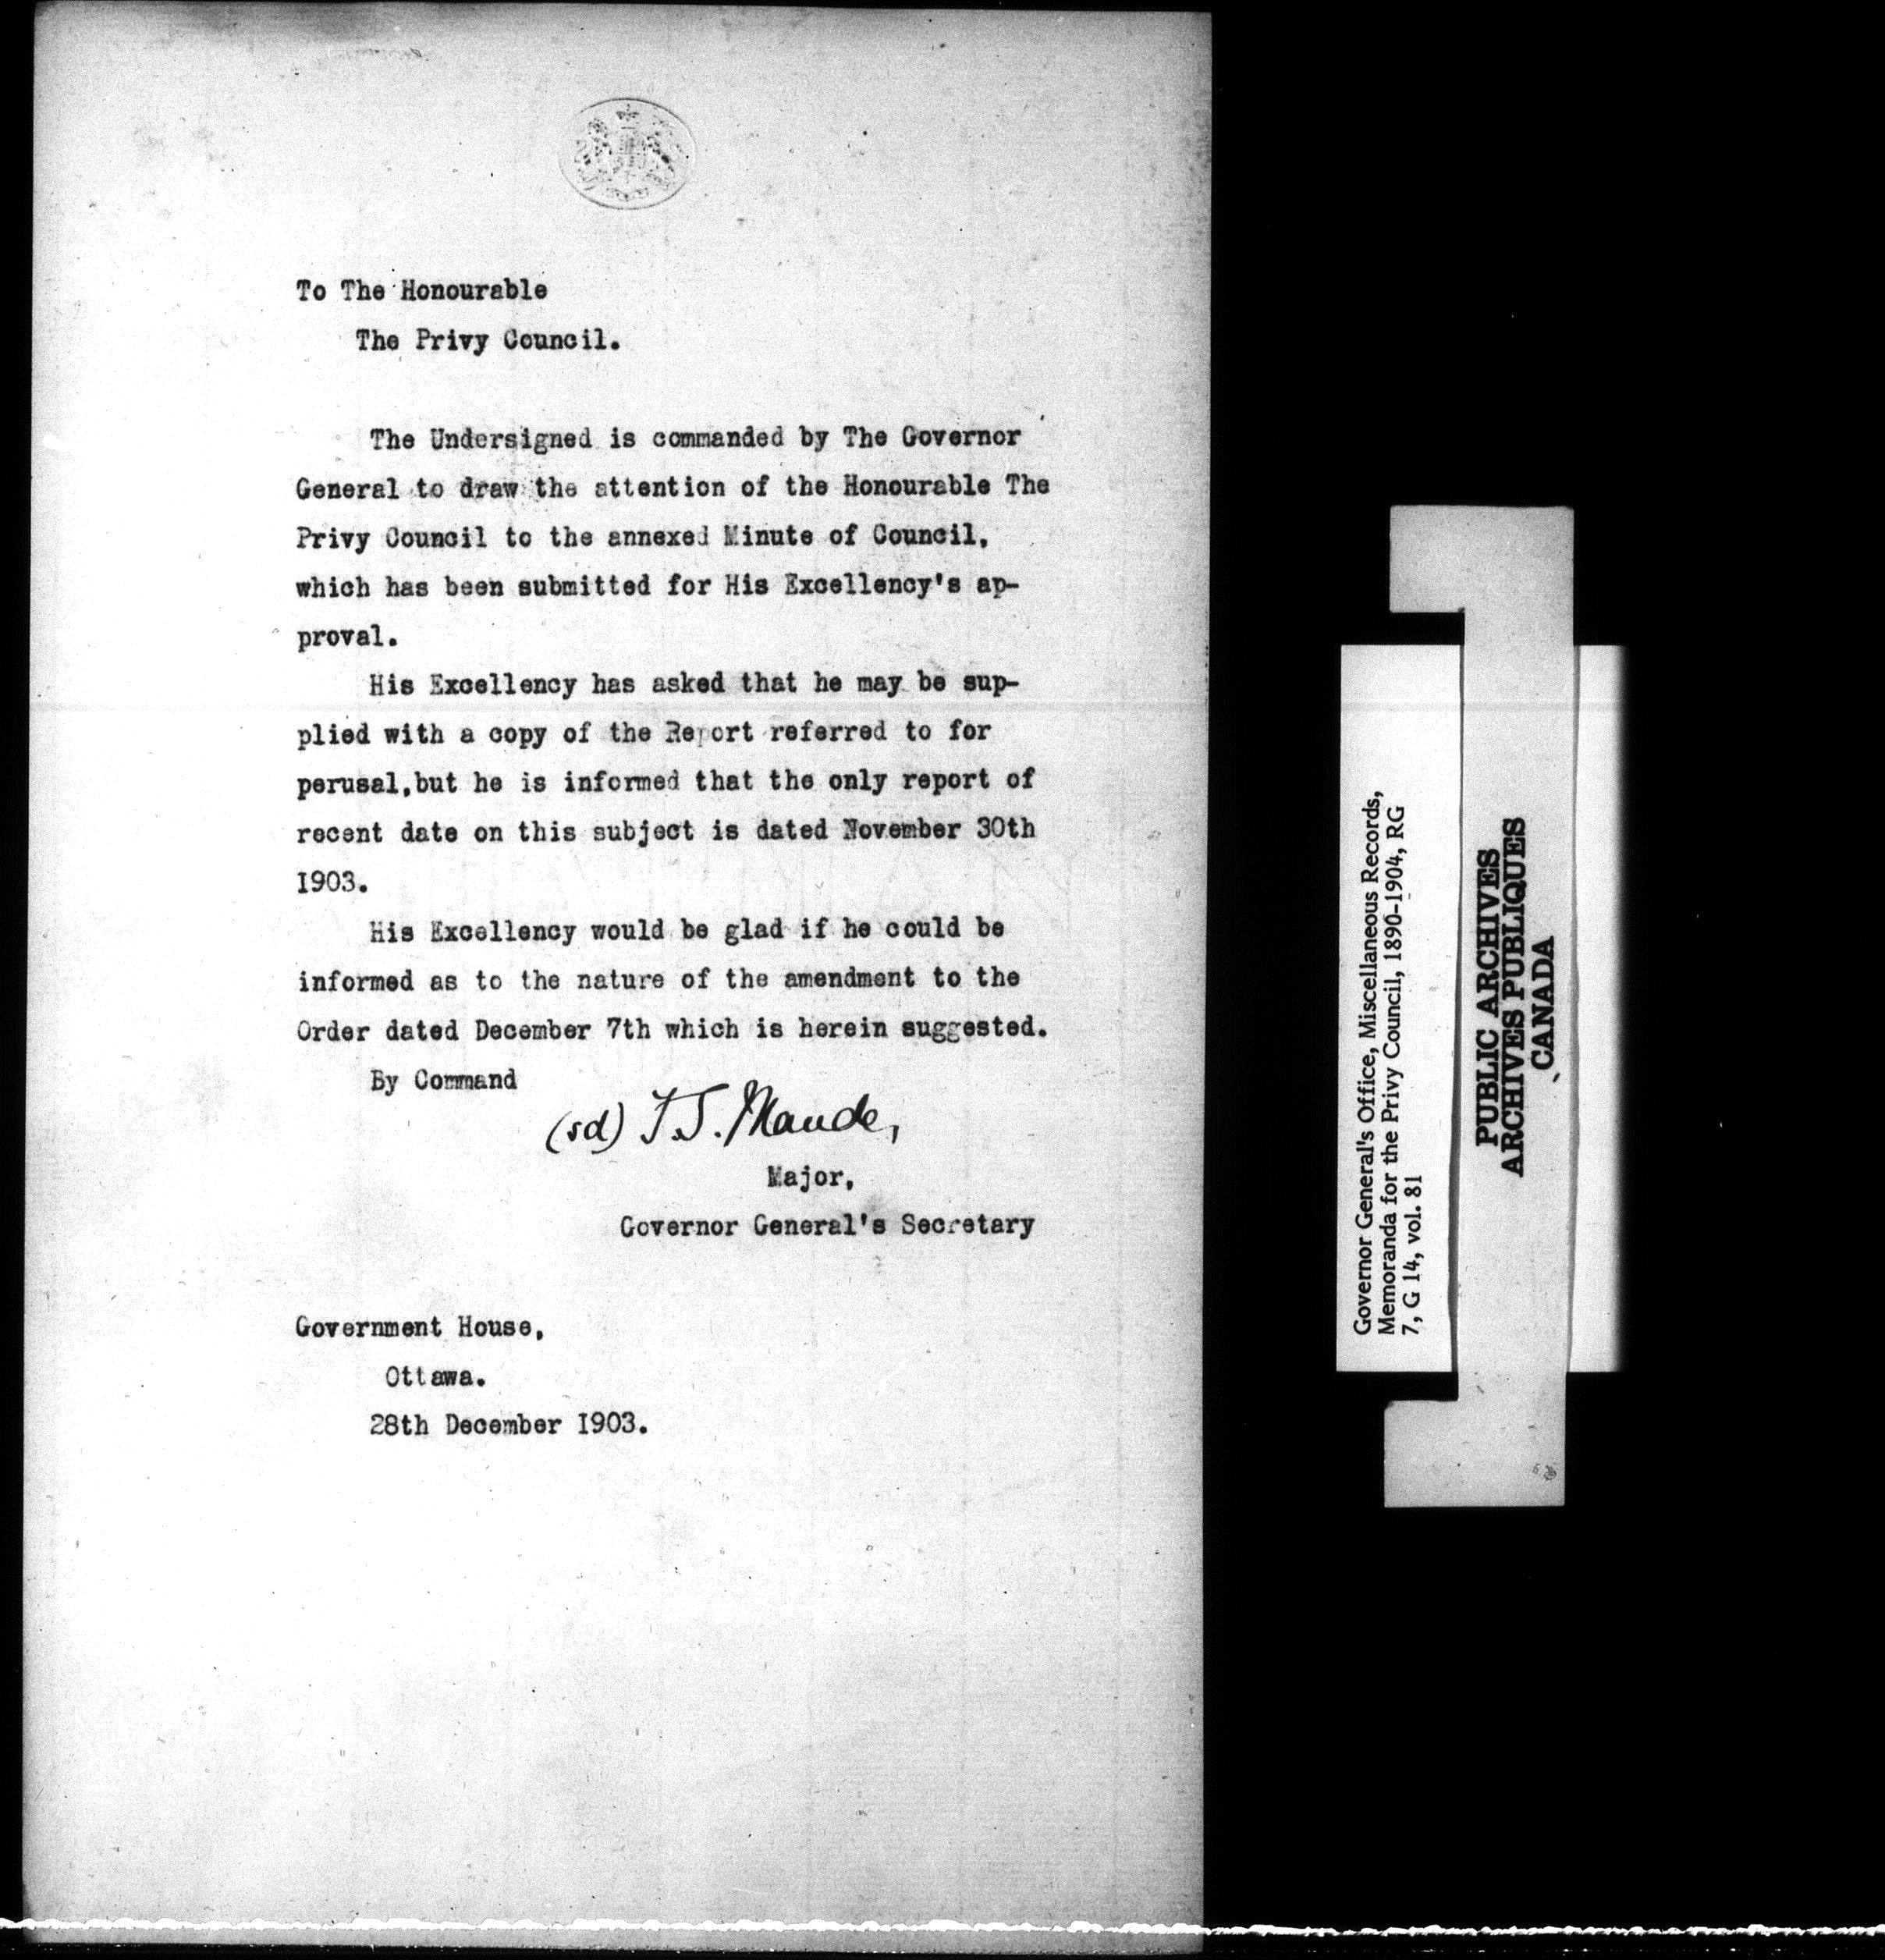 To The Honourable
The Privy Council.
The Undersigned is commanded by The Governor
General to draw the attention of the Honourable The
Privy Council to the annexed Minute of Council,
which has been submitted for His Excellency's ap-
proval.
His Excellency has asked that he may be sup-
plied with a copy of the Report referred to for
perusal,but he is informed that the only report of
recent date on this subject is dated November 30th
1903.
His Excellency would be glad if he could be
informed as to the nature of the amendment to the
Order dated December 7th which is herein suggested.
By Command
(sd) F.S. Maude,
Major,
Governor General's Secretary
Government House,
Ottawa.
28th December 1903.
Governor General's Office, Miscellaneous Records,
Memoranda for the Privy Council, 1890-1904, RG
7, G 14, vol. 81
PUBLIC ARCHIVES
ARCHIVES PUBLIQUES
CANADA